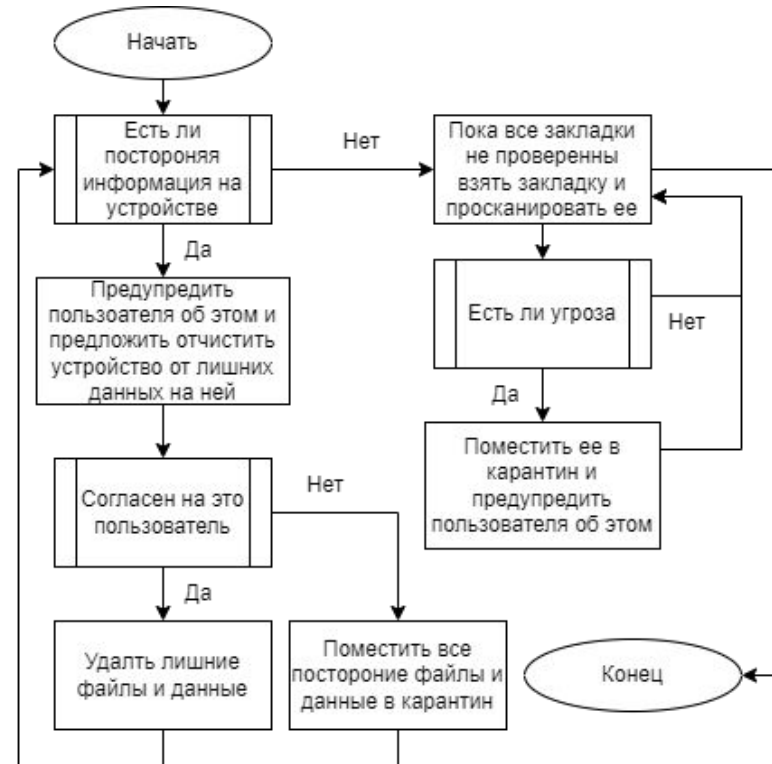 Начать
Есть ли
постороняя
информация на
устройстве
Нет
Пока все закладки
не проверенны
взять закладку и
просканировать ее
Да
Предупредить
пользоателя об этом и
предложить отчистить
устройство от лишних
данных на ней
Есть ли угроза
Нет
Да
Поместить ее в
карантин и
предупредить
пользователя об этом
Согласен на это
пользователь
Нет
Да
Удалть лишние
файлы и данные
Поместить все
посторoние файлы и
данные в карантин
Конец